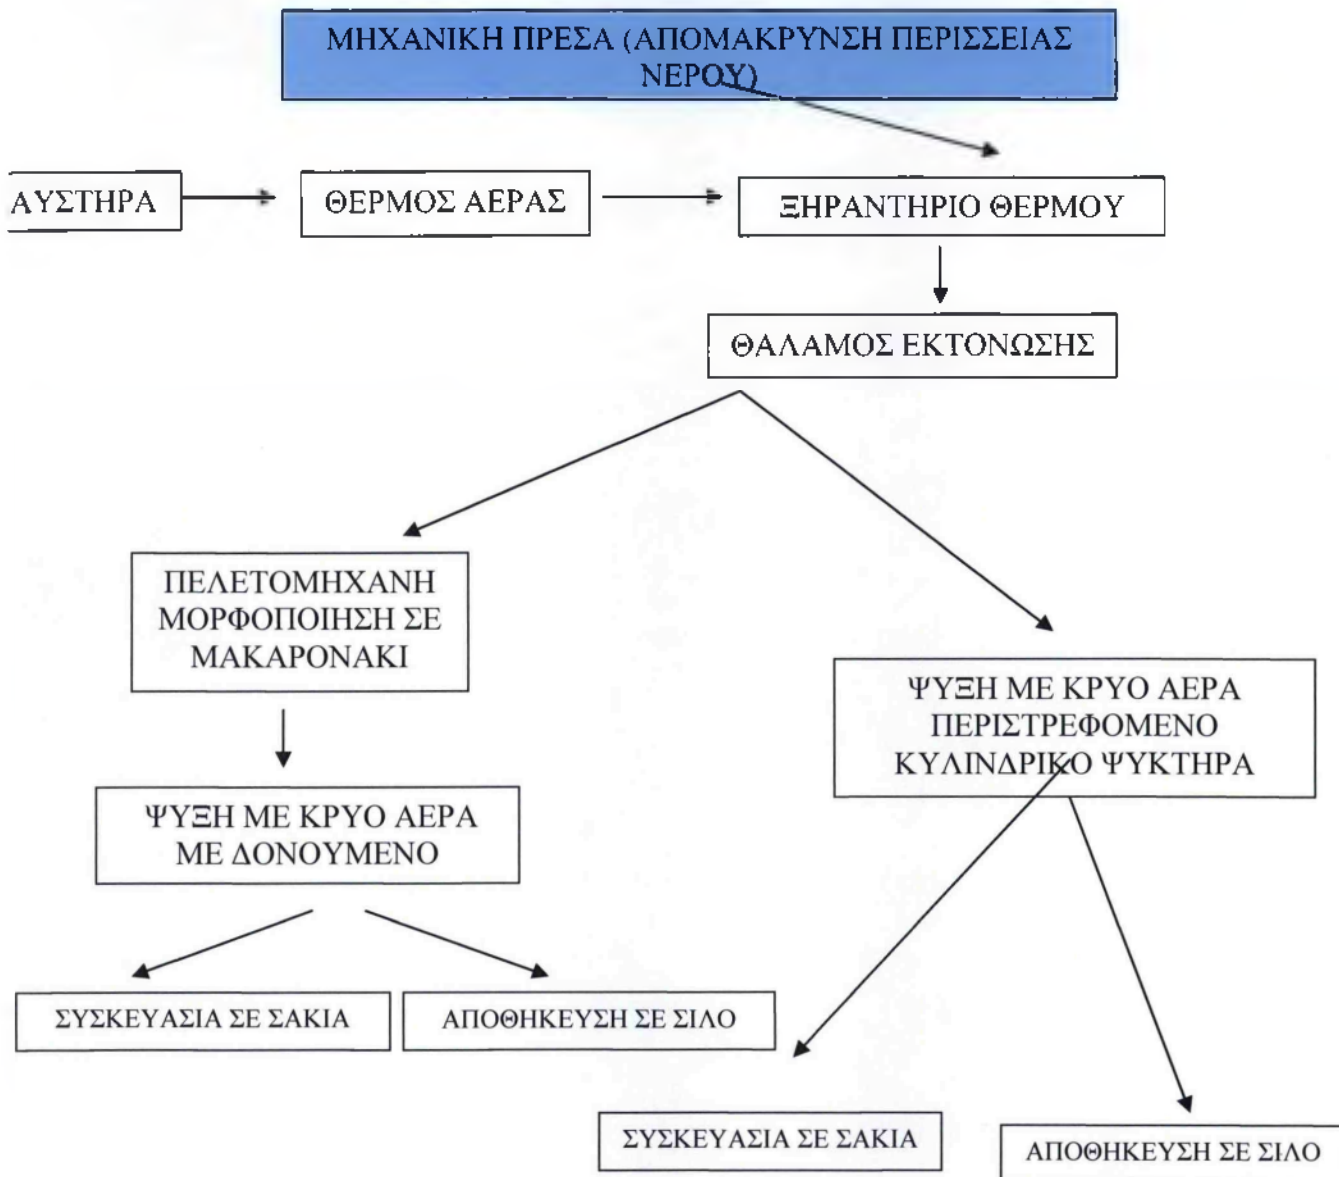 ΜΗΧΑΝΙΚΗ ΠΡΕΣΑ (ΑΠΟΜΑΚΡΥΝΣΗ ΠΕΡΙΣΣΕΙΑΣ
ΝΕΡΟΥ)
ΑΥΣΤΗΡΑ
ΘΕΡΜΟΣ ΑΕΡΑΣ
ΞΗΡΑΝΤΗΡΙΟ ΘΕΡΜΟΥ
ΘΑΛΑΜΟΣ ΕΚΤΟΝΩΣΗΣ
ΠΕΛΕΤΟΜΗΧΑΝΗ
ΜΟΡΦΟΠΟΙΗΣΗ ΣΕ
ΜΑΚΑΡΟΝΑΚΙ
ΨΥΞΗ ΜΕ ΚΡΥΟ ΑΕΡΑ
ΠΕΡΙΣΤΡΕΦΟΜΕΝΟ
ΚΥΛΙΝΔΡΙΚΟ ΨΥΚΤΗΡΑ
ΨΥΞΗ ΜΕ ΚΡΥΟ ΑΕΡΑ
ΜΕ ΔΟΝΟΥΜΕΝΟ
ΣΥΣΚΕΥΑΣΙΑ ΣΕ ΣΑΚΙΑ
ΑΠΟΘΗΚΕΥΣΗ ΣΕ ΣΙΛΟ
ΣΥΣΚΕΥΑΣΙΑ ΣΕ ΣΑΚΙΑ
ΑΠΟΘΗΚΕΥΣΗ ΣΕ ΣΙΛΟ